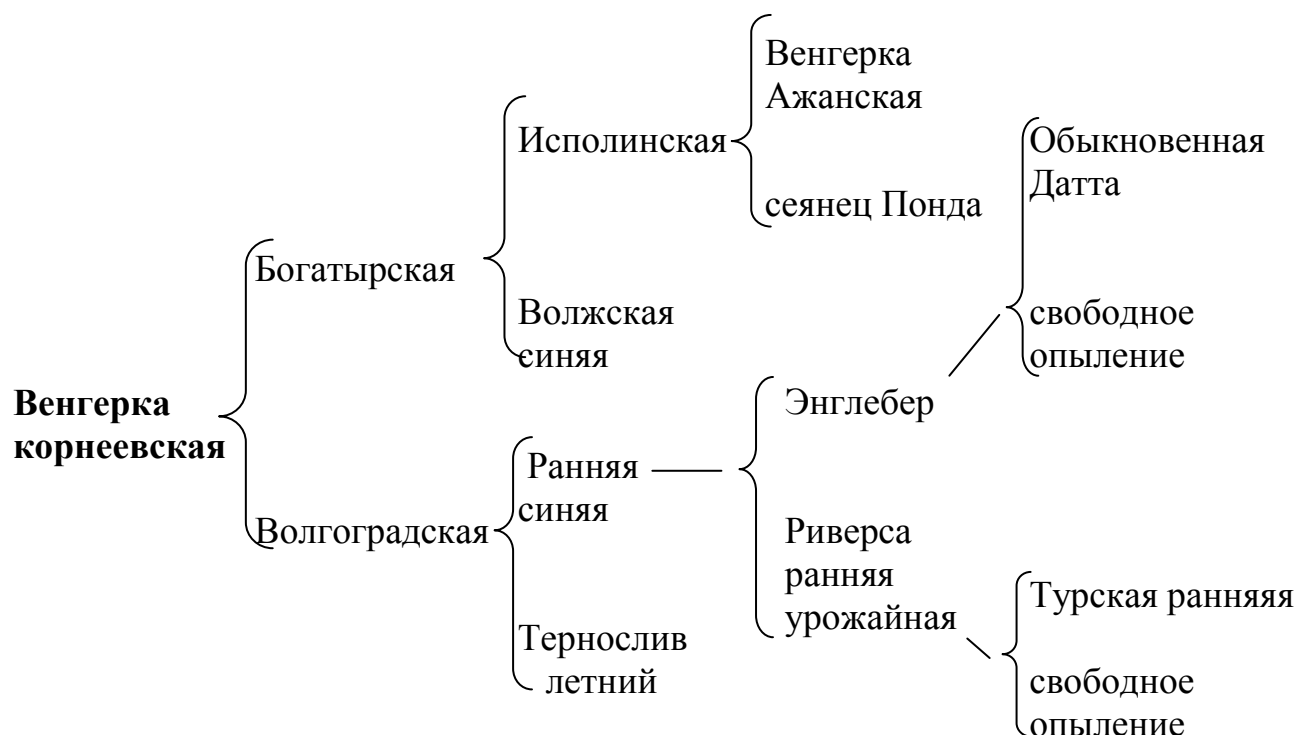 Венгерка
Ажанская
Исполинская
Обыкновенная
Датта
сеянец Понда
Богатырская
Волжская
синяя
свободное
опыление
Венгерка
корнеевская
Энглебер
Ранняя
синяя
Волгоградская
Риверса
ранняя
урожайная
Турская ранняяя
Тернослив
летний
свободное
опыление